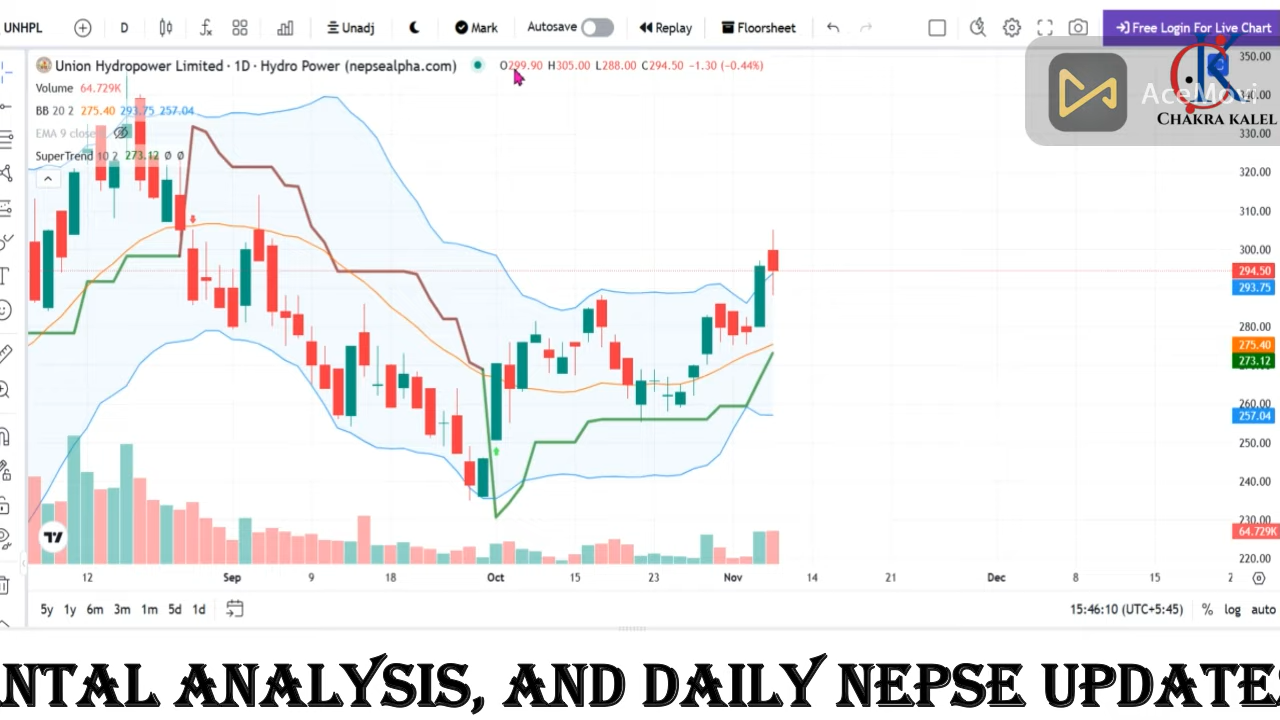 UNHPL D Unadj Mark Autosave Replay Floorsheet Free Login For Live Chart
Union Hydropower Limited · 1D · Hydro Power (nepsealpha.com) O299.90 H305.00 L288.00 C294.50 −1.30 (−0.44%)
Volume 64.729K
BB 20 2 275.40 293.75 257.04
EMA 9 close
SuperTrend 10 2 273.12 ∅ ∅
AceMovi
CHAKRA KALEL
350.00
340.00
330.00
320.00
310.00
300.00
294.50
293.75
280.00
275.40
273.12
260.00
257.04
250.00
240.00
230.00
64.729K
220.00
12 Sep 9 18 Oct 15 23 Nov 14 21 Dec 8 15
5y 1y 6m 3m 1m 5d 1d 15:46:10 (UTC+5:45) % log auto
NTAL ANALYSIS, AND DAILY NEPSE UPDATES